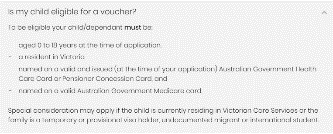 Is my child eligible for a voucher?
To be eligible your child/dependant must be:
aged 0 to 18 years at the time of application.
- a resident in Victoria
- named on a valid and issued (at the time of your application) Australian Government Health
Care Card or Pensioner Concession Card, and
- named on a valid Australian Government Medicare card.
Special consideration may apply if the child is currently residing in Victorian Care Services or the
family is a temporary or provisional visa holder, undocumented migrant or international student.